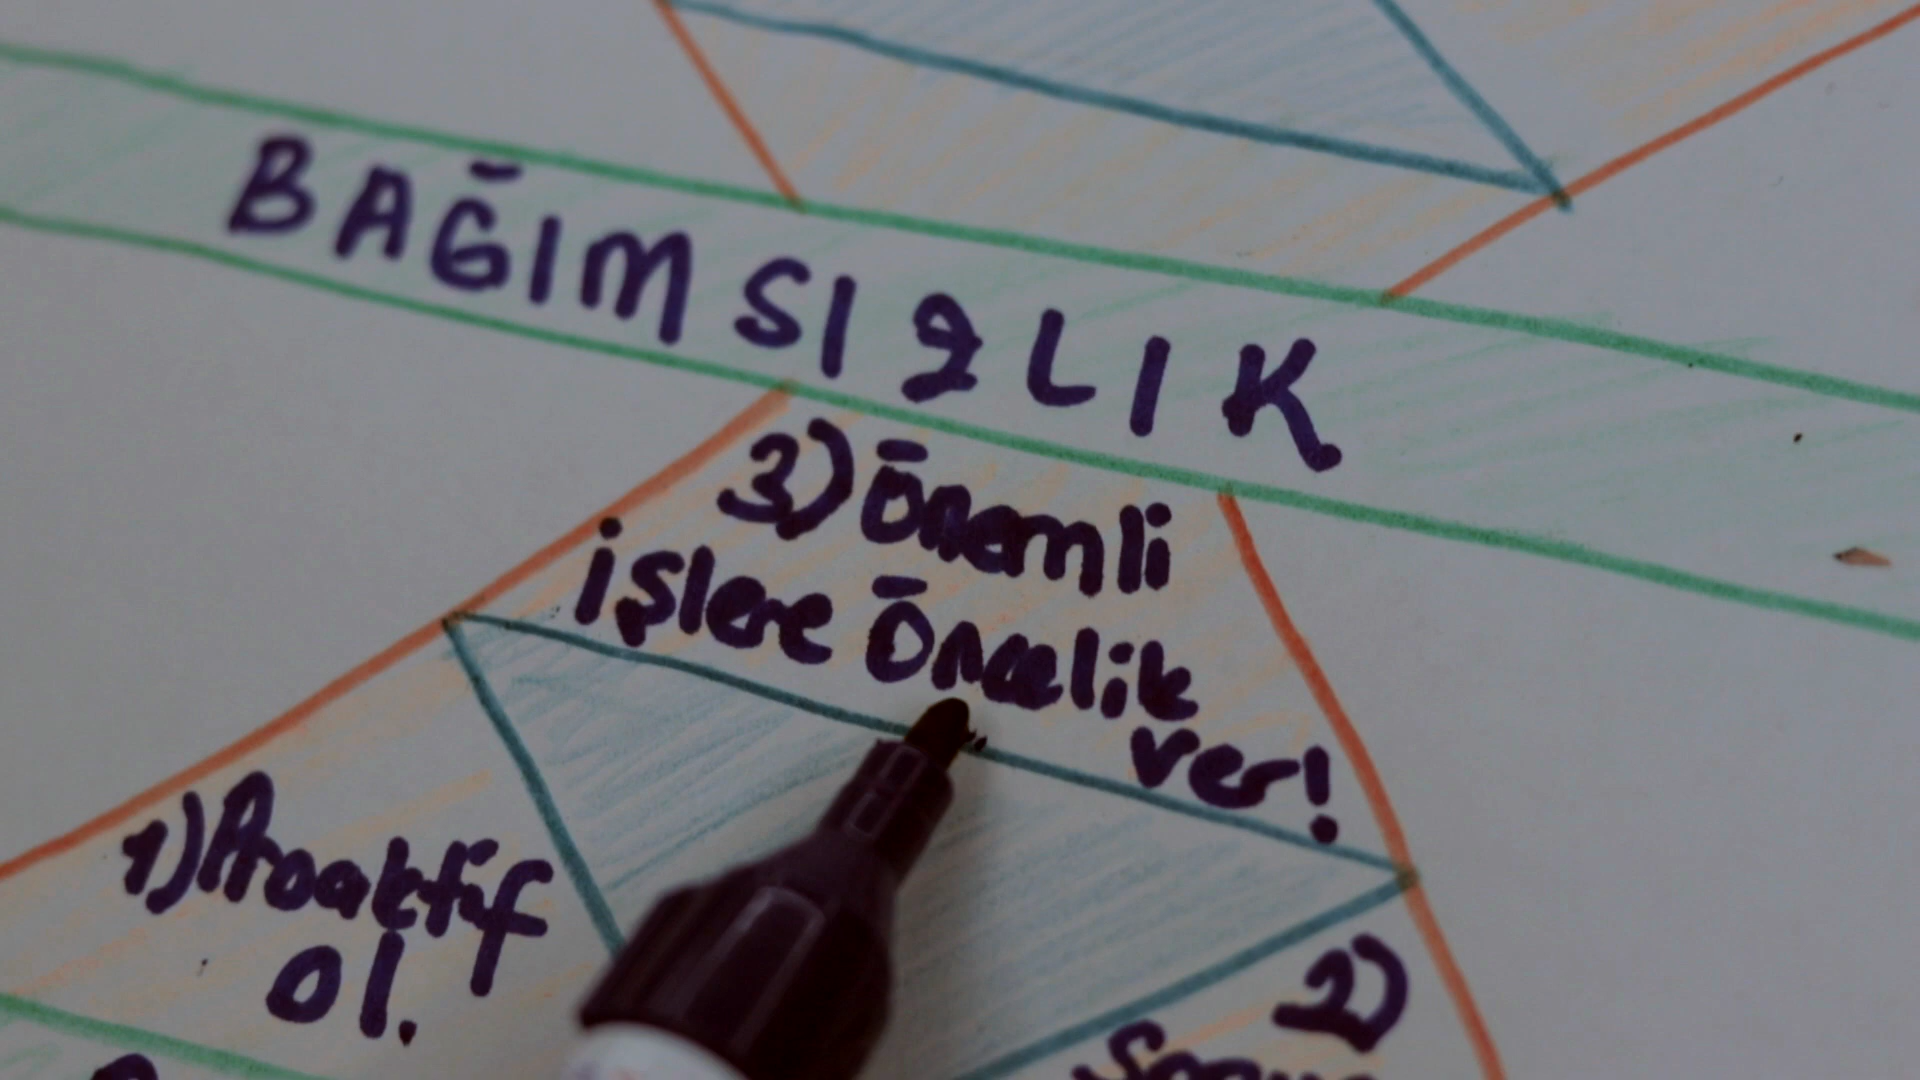 BAĞIMSIZLIK
3) Önemli
işlere Öncelik
ver!
1) Proaktif
ol.
2)